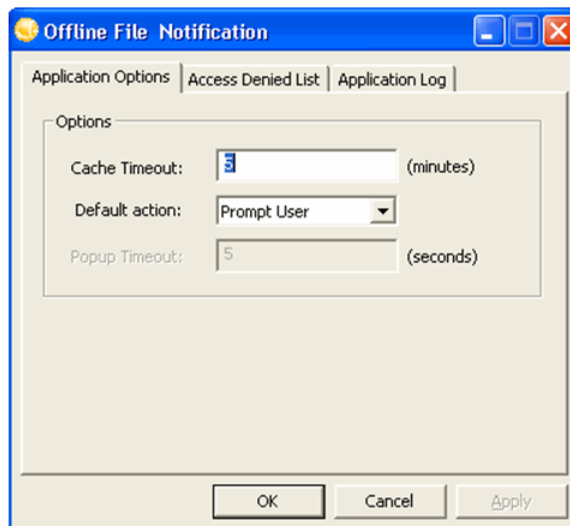 Offline File Notification
Application Options Access Denied List Application Log
Options
Cache Timeout: 5 (minutes)
Default action: Prompt User
Popup Timeout: 5 (seconds)
OK Cancel Apply